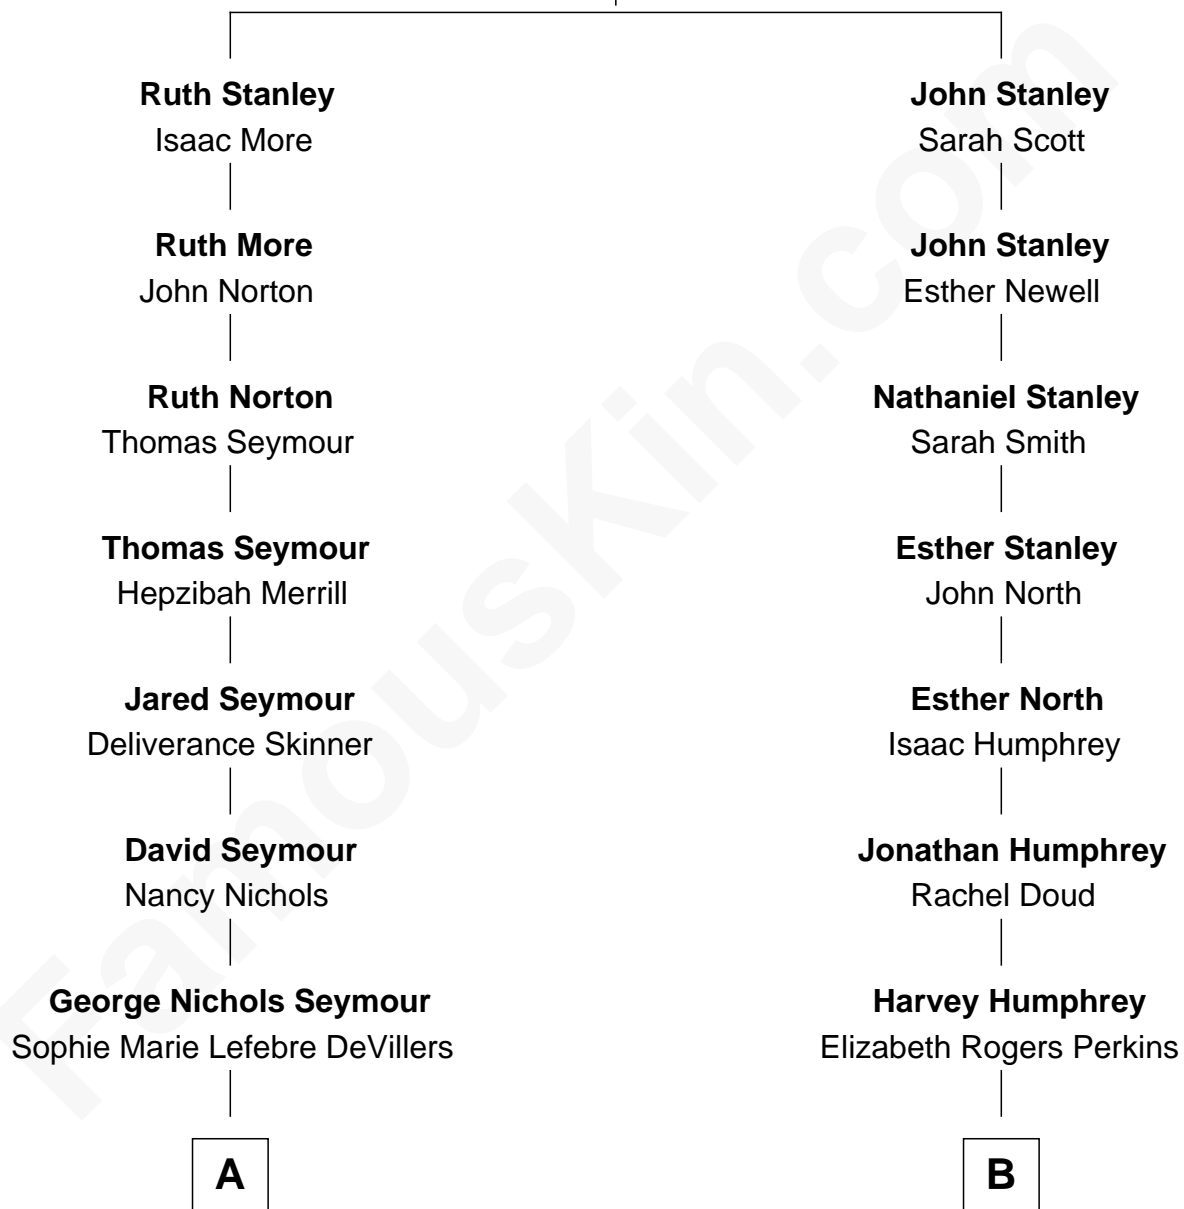 Ruth Stanley
Isaac More
Ruth More
John Norton
Ruth Norton
Thomas Seymour
Thomas Seymour
Hepzibah Merrill
Jared Seymour
Deliverance Skinner
David Seymour
Nancy Nichols
George Nichols Seymour
Sophie Marie Lefebre DeVillers
A
John Stanley
Sarah Scott
John Stanley
Esther Newell
Nathaniel Stanley
Sarah Smith
Esther Stanley
John North
Esther North
Isaac Humphrey
Jonathan Humphrey
Rachel Doud
Harvey Humphrey
Elizabeth Rogers Perkins
B
FamousKin.com